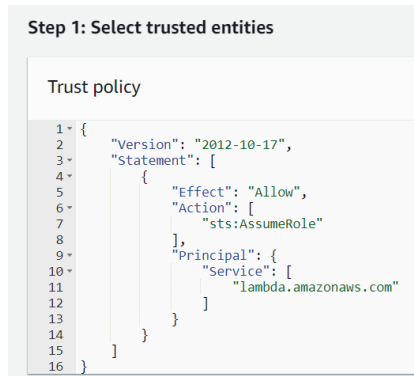 Step 1: Select trusted entities
Trust policy
1 {
2 "Version": "2012-10-17",
3 "Statement": [
4 {
5 "Effect": "Allow",
6 "Action": [
7 "sts:AssumeRole"
8 ],
9 "Principal": {
10 "Service": [
11 "lambda.amazonaws.com"
12 ]
13 }
14 }
15 ]
16 }